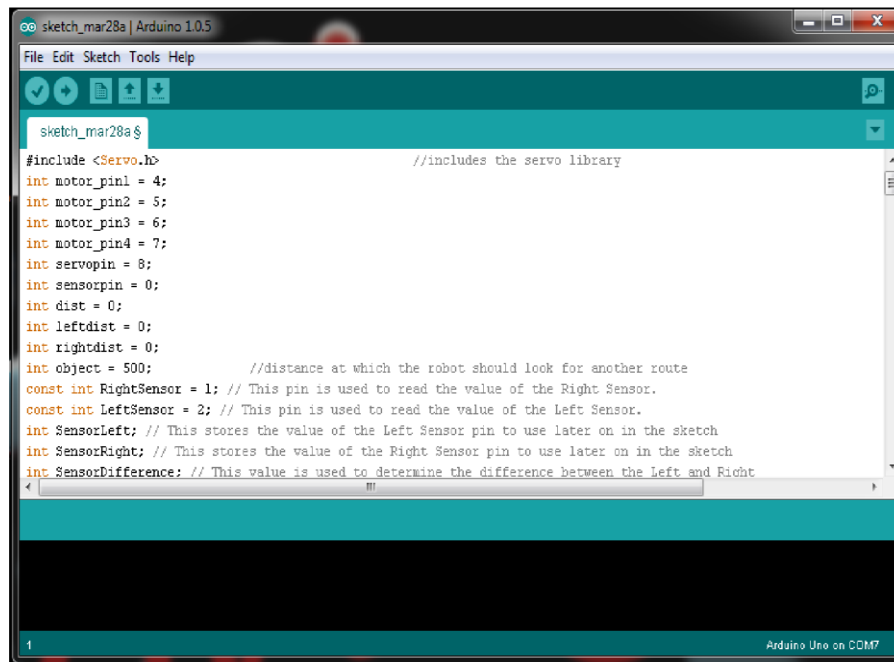 sketch_mar28a | Arduino 1.0.5
File Edit Sketch Tools Help
sketch_mar28a §
#include <Servo.h> //includes the servo library
int motor_pin1 = 4;
int motor_pin2 = 5;
int motor_pin3 = 6;
int motor_pin4 = 7;
int servopin = 8;
int sensorpin = 0;
int dist = 0;
int leftdist = 0;
int rightdist = 0;
int object = 500; //distance at which the robot should look for another route
const int RightSensor = 1; // This pin is used to read the value of the Right Sensor.
const int LeftSensor = 2; // This pin is used to read the value of the Left Sensor.
int SensorLeft; // This stores the value of the Left Sensor pin to use later on in the sketch
int SensorRight; // This stores the value of the Right Sensor pin to use later on in the sketch
int SensorDifference; // This value is used to determine the difference between the Left and Right
1 Arduino Uno on COM7